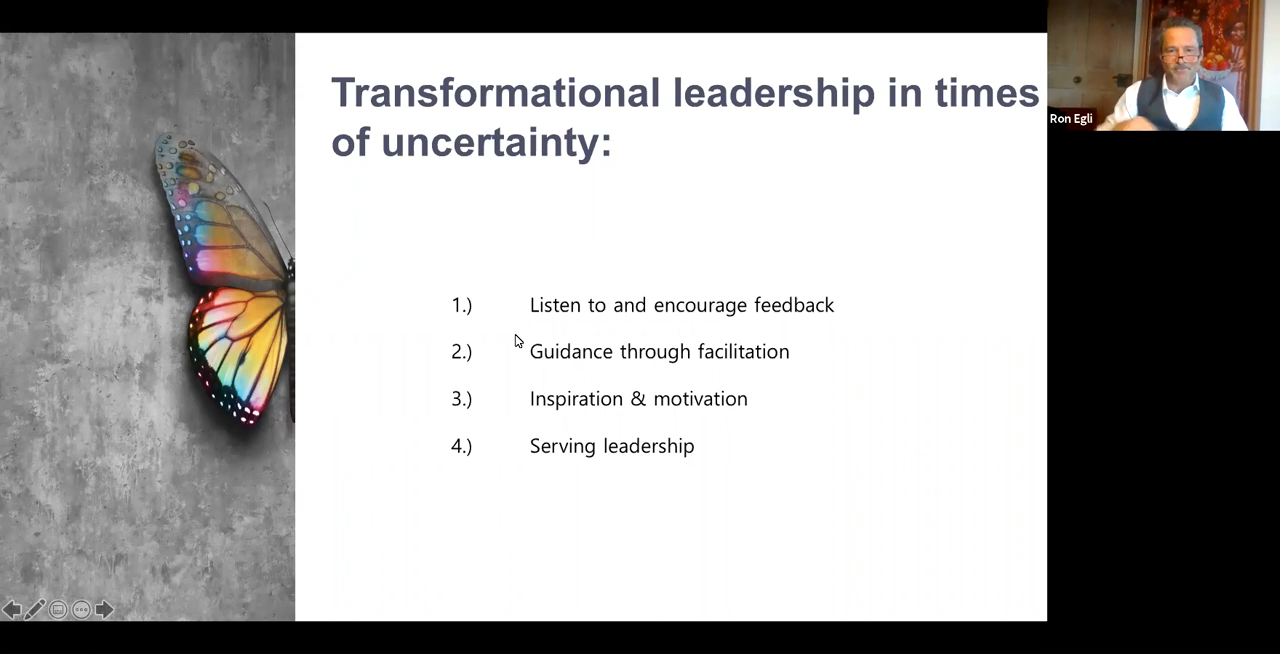 Transformational leadership in times
of uncertainty:
Ron Egli
1.) Listen to and encourage feedback
2.) Guidance through facilitation
3.) Inspiration & motivation
4.) Serving leadership